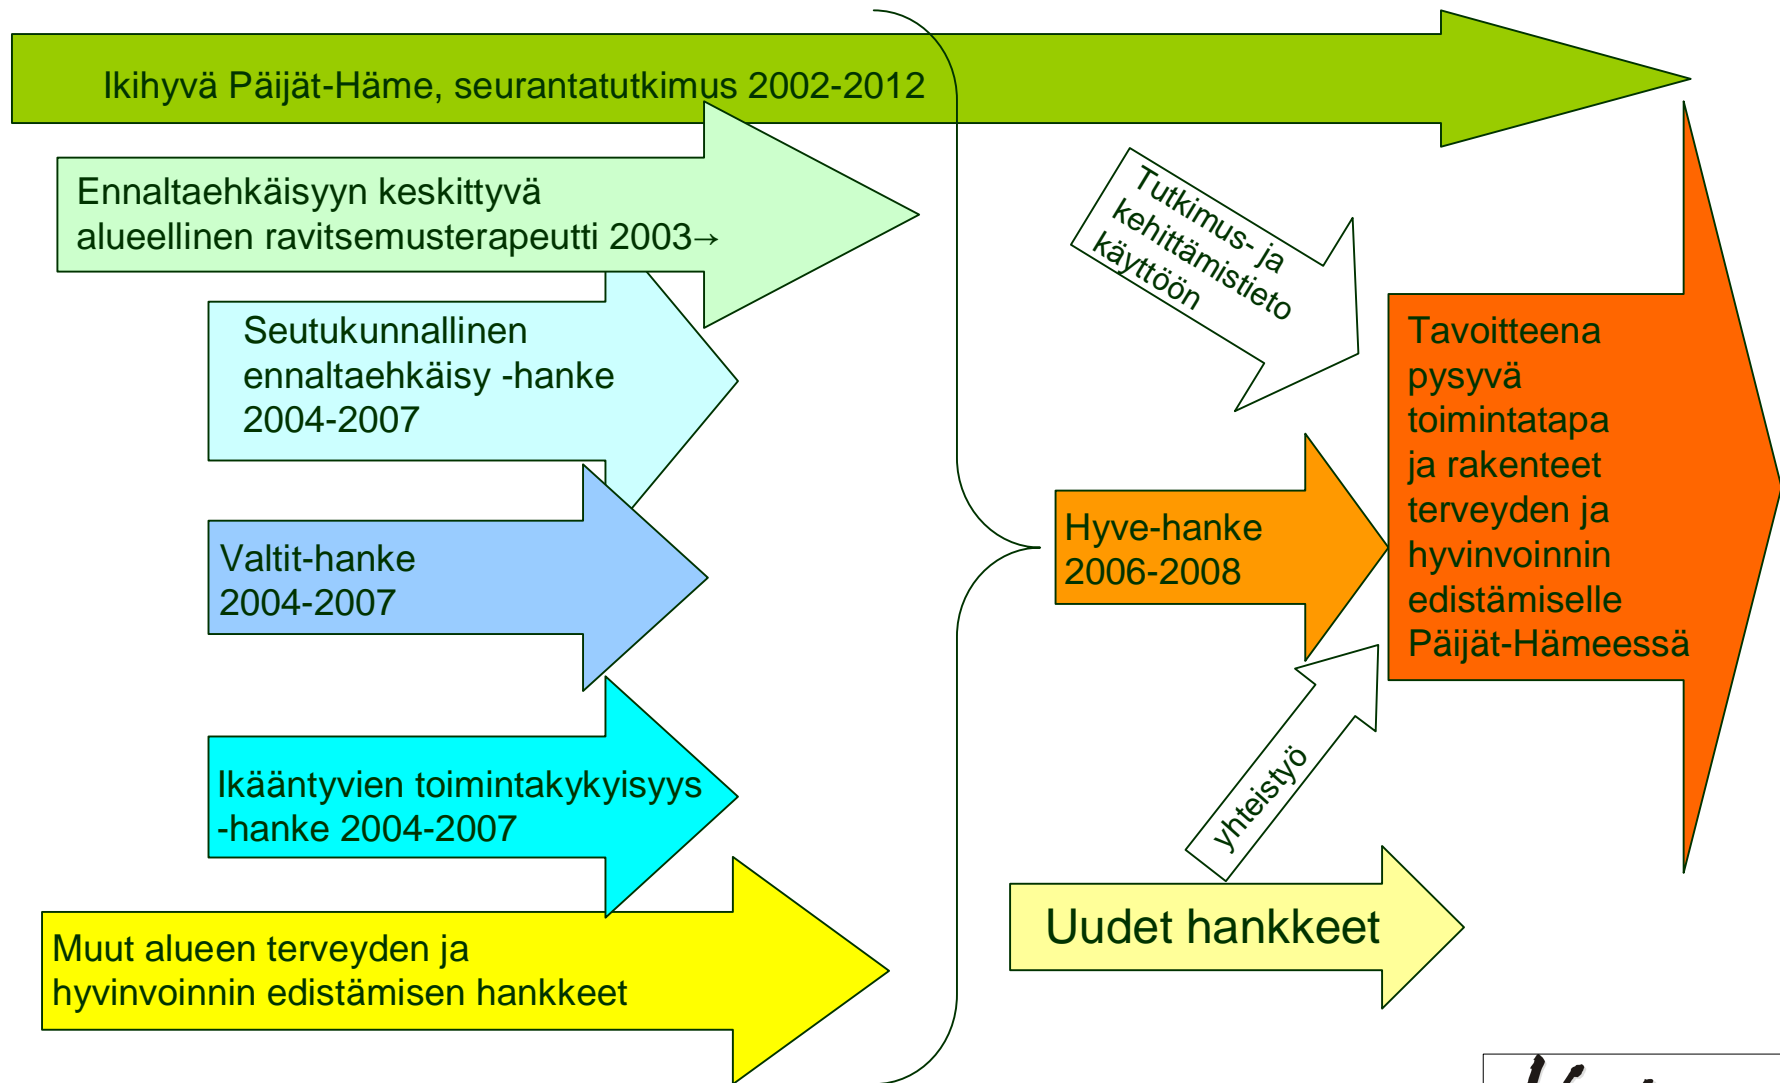 Ikihyvä Päijät-Häme, seurantatutkimus 2002-2012
Ennaltaehkäisyyn keskittyvä
alueellinen ravitsemusterapeutti 2003→
Seutukunnallinen
ennaltaehkäisy -hanke
2004-2007
Valtit-hanke
2004-2007
Ikääntyvien toimintakykyisyys
-hanke 2004-2007
Muut alueen terveyden ja
hyvinvoinnin edistämisen hankkeet
Tutkimus- ja
kehittämistieto
käyttöön
Hyve-hanke
2006-2008
yhteistyö
Uudet hankkeet
Tavoitteena
pysyvä
toimintatapa
ja rakenteet
terveyden ja
hyvinvoinnin
edistämiselle
Päijät-Hämeessä